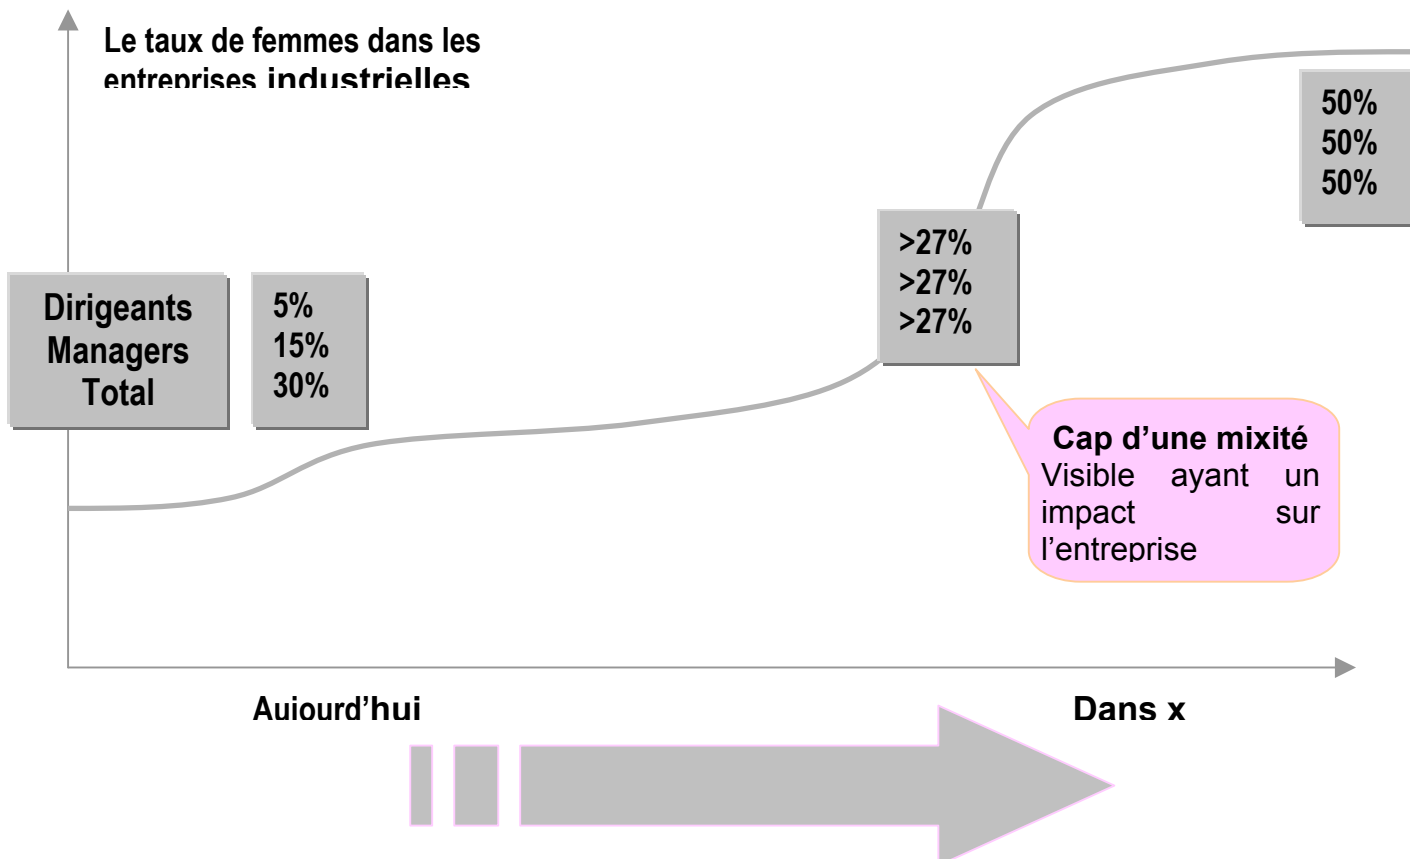 Le taux de femmes dans les
entreprises industrielles
50%
50%
50%
>27%
>27%
>27%
Dirigeants
Managers
Total
5%
15%
30%
Cap d’une mixité
Visible ayant un
impact sur
l’entreprise
Aujourd’hui
Dans x